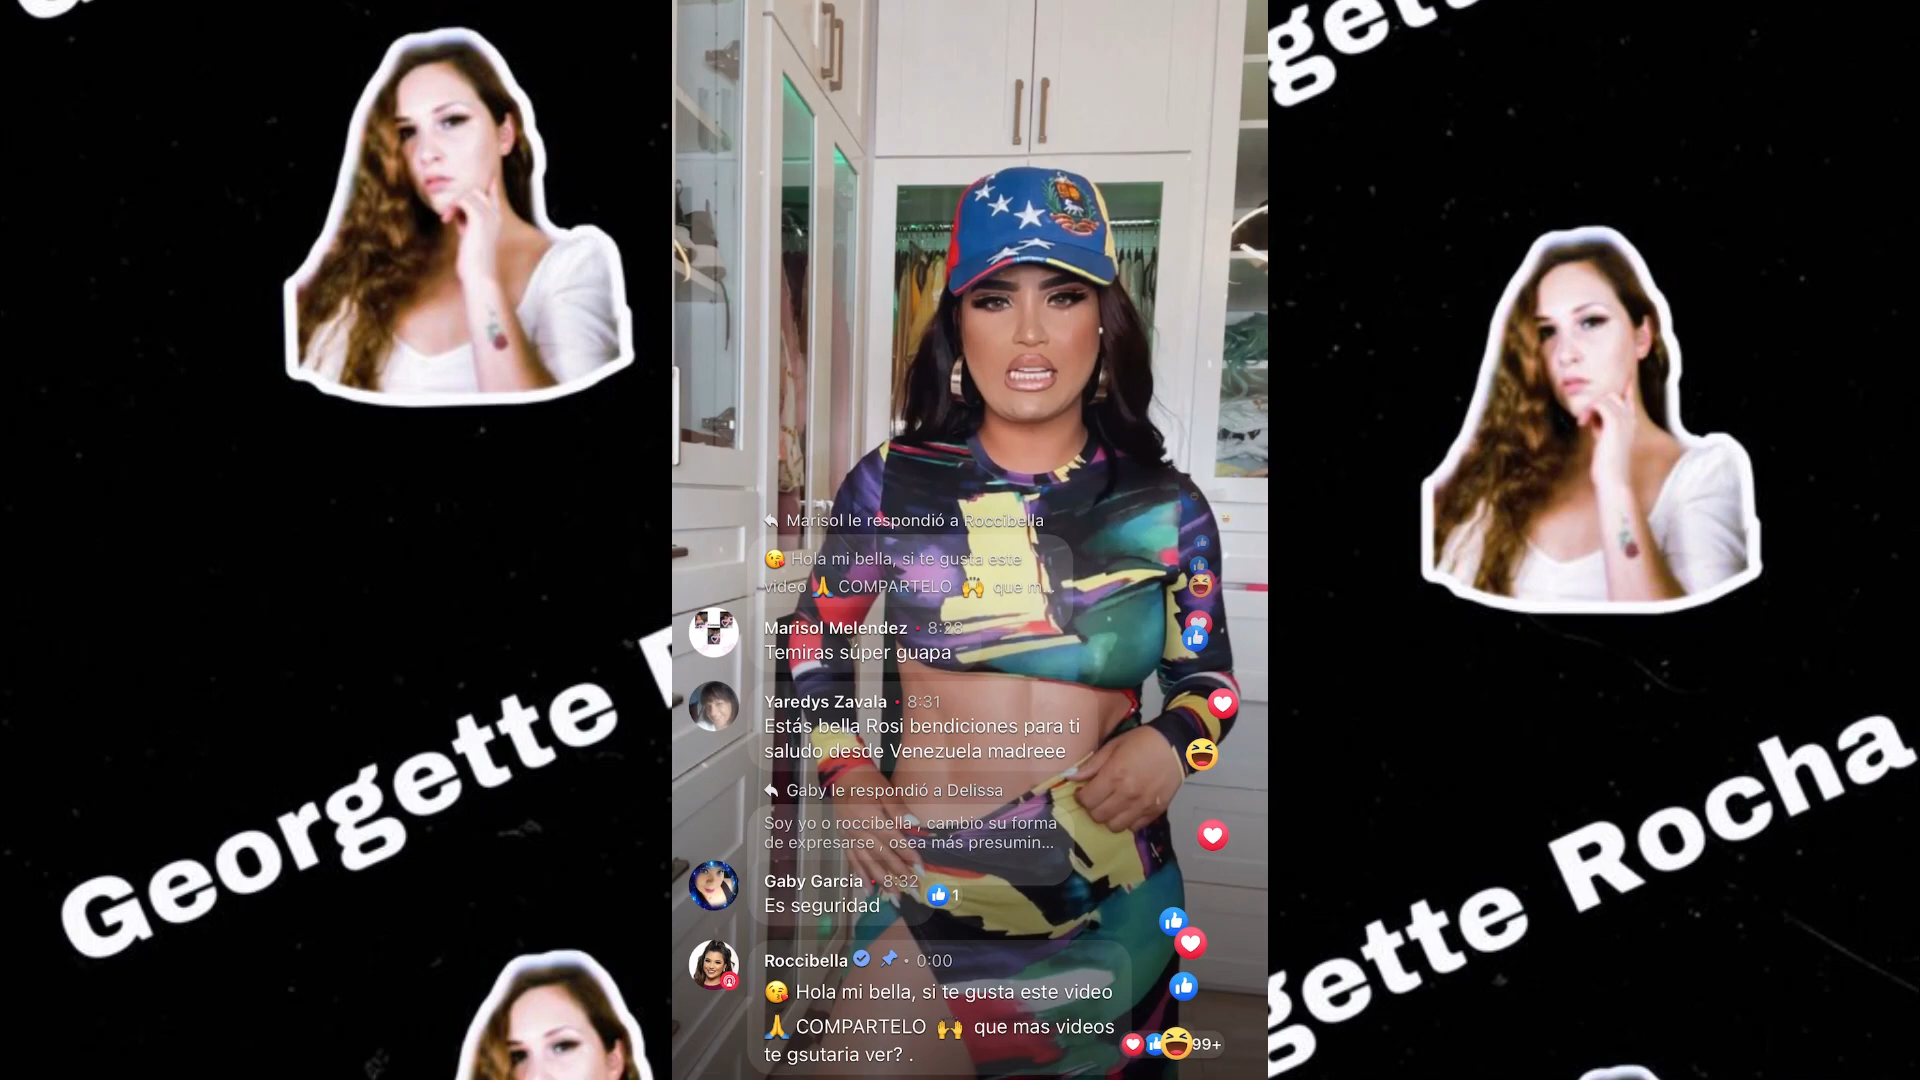 Georgette
Georgette
gette Rocha
Marisol le respondió a Roccibella
😘 Hola mi bella, si te gusta este
video 🙏 COMPARTELO 🙌 que m...
Marisol Melendez • 8:28
Temiras súper guapa
Yaredys Zavala • 8:31
Estás bella Rosi bendiciones para ti
saludo desde Venezuela madreee
Gaby le respondió a Delissa
Soy yo o roccibella , cambio su forma
de expresarse , osea más presumin...
Gaby Garcia • 8:32
1
Es seguridad
Roccibella • 0:00
😘 Hola mi bella, si te gusta este video
🙏 COMPARTELO 🙌 que mas videos
te gsutaria ver? .
99+